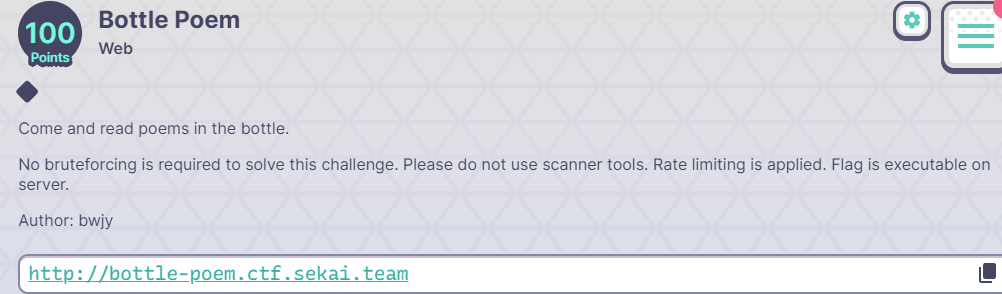 100
Points
Bottle Poem
Web
Come and read poems in the bottle.
No bruteforcing is required to solve this challenge. Please do not use scanner tools. Rate limiting is applied. Flag is executable on
server.
Author: bwjy
http://bottle-poem.ctf.sekai.team